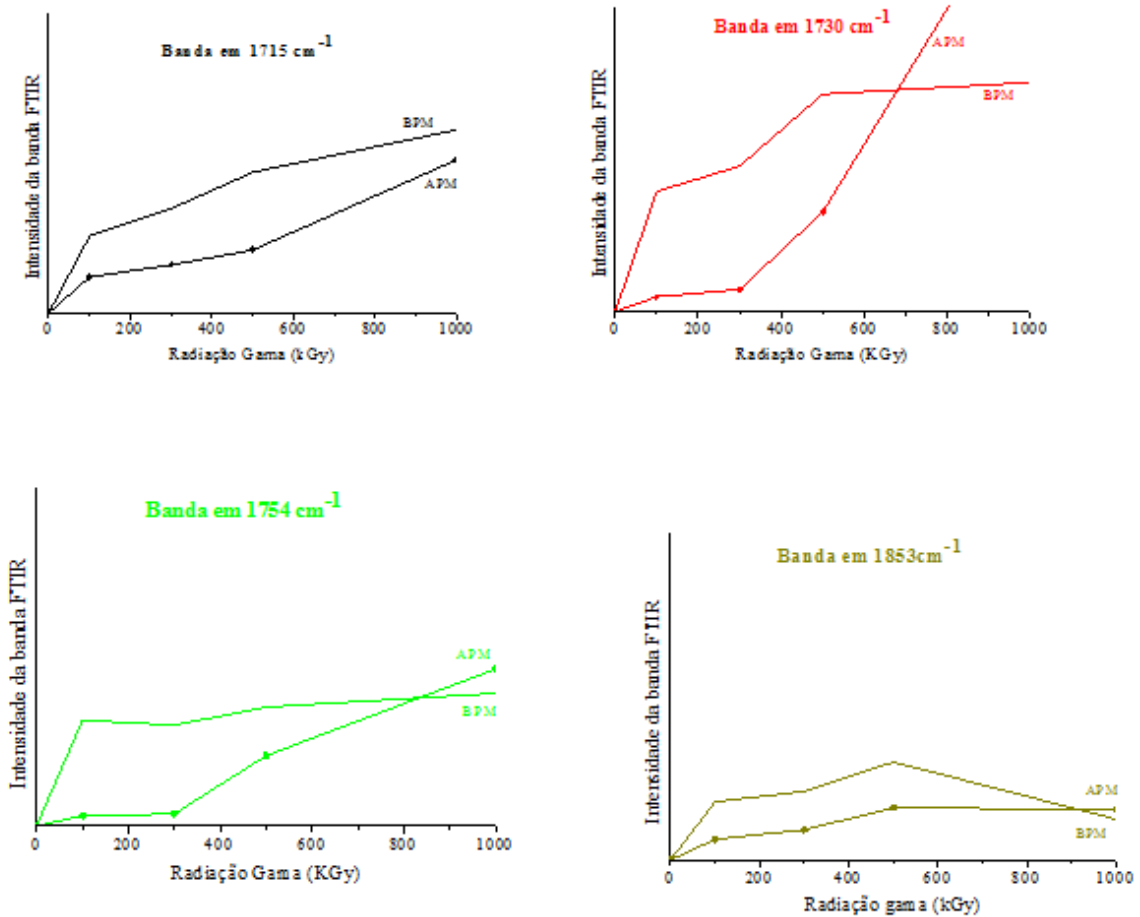 Banda em 1715 cm-1
Intensidade da banda FTIR
BPM
APM
0 200 400 600 800 1000
Radiação Gama (kGy)
Banda em 1730 cm-1
Intensidade da banda FTIR
APM
BPM
0 200 400 600 800 1000
Radiação Gama (KGy)
Banda em 1754 cm-1
Intensidade da banda FTIR
APM
BPM
0 200 400 600 800 1000
Radiação Gama (KGy)
Banda em 1853cm-1
Intensidade da banda FTIR
APM
BPM
0 200 400 600 800 1000
Radiação gama (kGy)